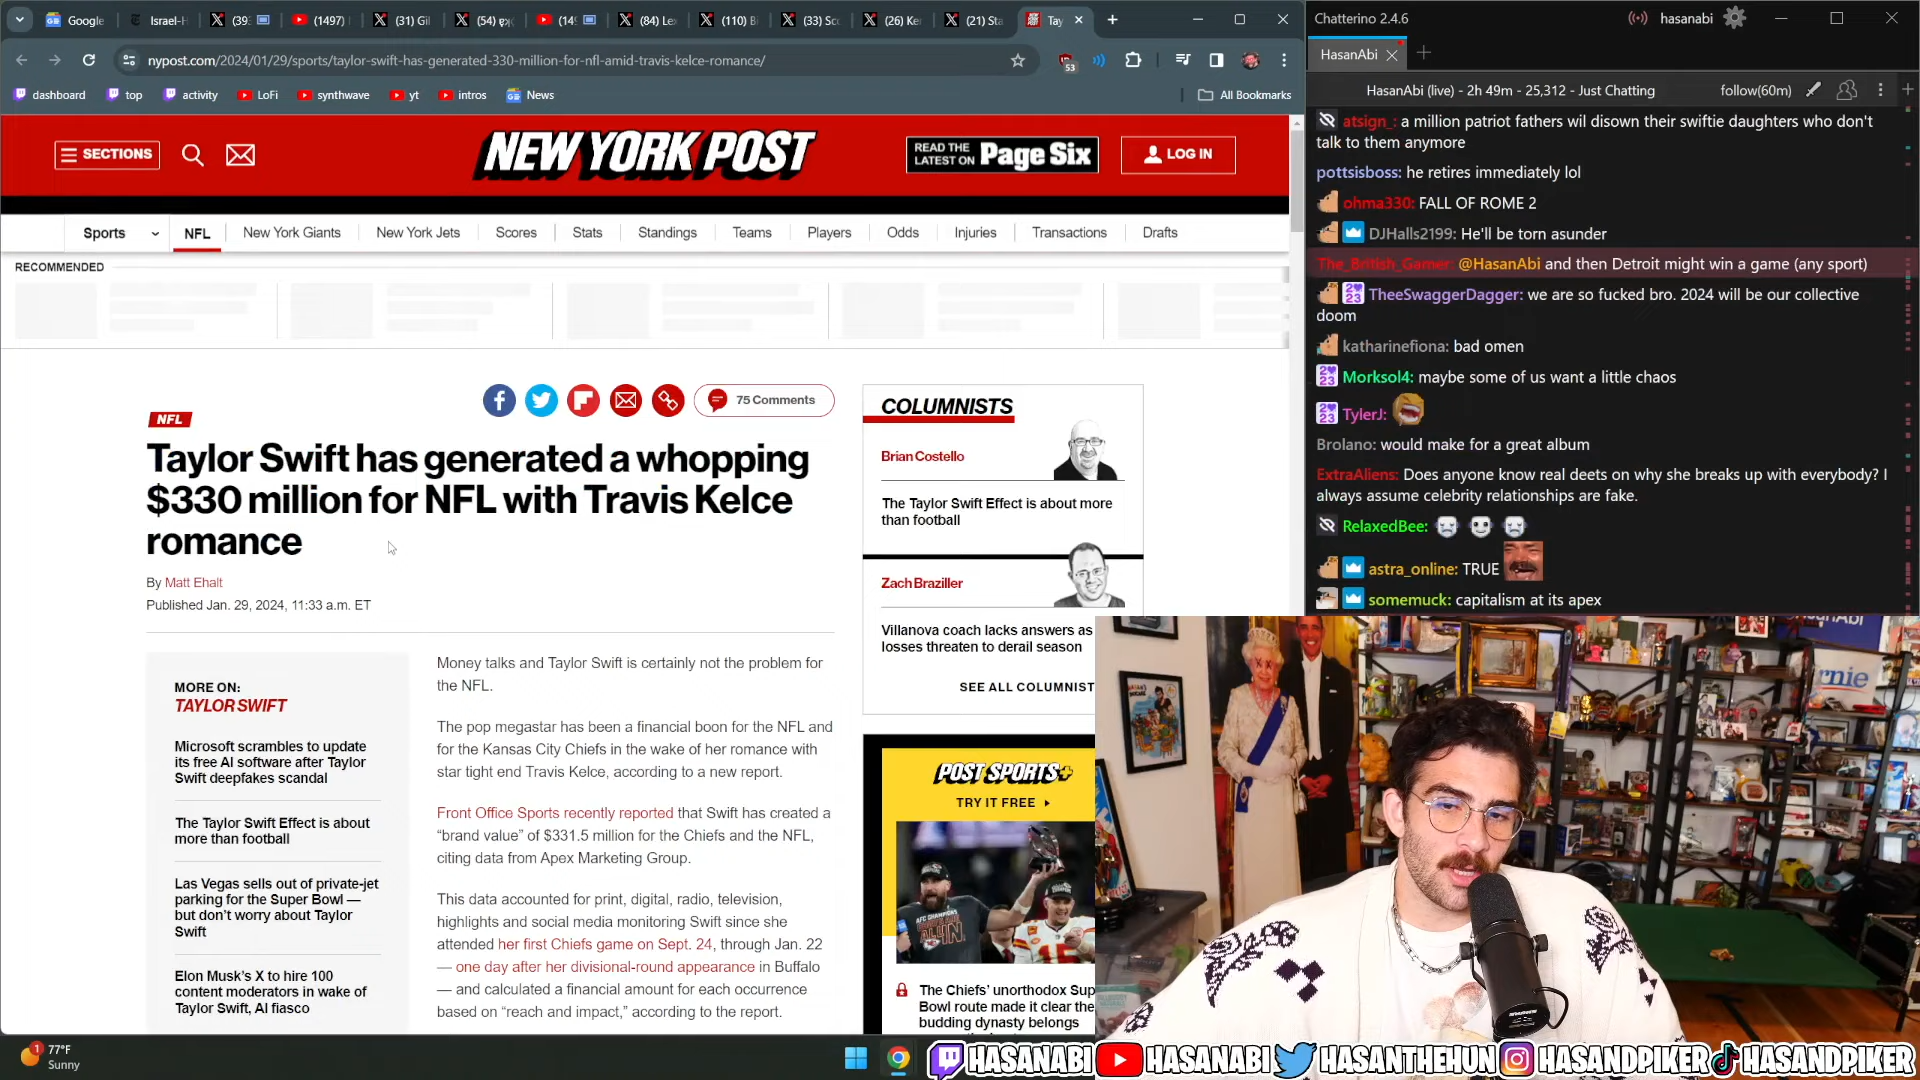 Google
Israel-H
(1497)
(31) Gil
(84) Lex
(110) Bi
(33) Sco
(26) Ker
(21) Sta
Tay
nypost.com/2024/01/29/sports/taylor-swift-has-generated-330-million-for-nfl-amid-travis-kelce-romance/
53
dashboard
top
activity
LoFi
synthwave
yt
intros
News
All Bookmarks
SECTIONS
NEW YORK POST
READ THE LATEST ON Page Six
LOG IN
Sports
NFL
New York Giants
New York Jets
Scores
Stats
Standings
Teams
Players
Odds
Injuries
Transactions
Drafts
RECOMMENDED
75 Comments
NFL
Taylor Swift has generated a whopping
$330 million for NFL with Travis Kelce
romance
By Matt Ehalt
Published Jan. 29, 2024, 11:33 a.m. ET
MORE ON:
TAYLOR SWIFT
Microsoft scrambles to update
its free AI software after Taylor
Swift deepfakes scandal
The Taylor Swift Effect is about
more than football
Las Vegas sells out of private-jet
parking for the Super Bowl —
but don't worry about Taylor
Swift
Elon Musk's X to hire 100
content moderators in wake of
Taylor Swift, AI fiasco
Money talks and Taylor Swift is certainly not the problem for
the NFL.
The pop megastar has been a financial boon for the NFL and
for the Kansas City Chiefs in the wake of her romance with
star tight end Travis Kelce, according to a new report.
Front Office Sports recently reported that Swift has created a
“brand value” of $331.5 million for the Chiefs and the NFL,
citing data from Apex Marketing Group.
This data accounted for print, digital, radio, television,
highlights and social media monitoring Swift since she
attended her first Chiefs game on Sept. 24, through Jan. 22
— one day after her divisional-round appearance in Buffalo
— and calculated a financial amount for each occurrence
based on “reach and impact,” according to the report.
COLUMNISTS
Brian Costello
The Taylor Swift Effect is about more
than football
Zach Braziller
Villanova coach lacks answers as
losses threaten to derail season
SEE ALL COLUMNIST
POST SPORTS+
TRY IT FREE
The Chiefs' unorthodox Sup
Bowl route made it clear the
budding dynasty belongs
Chatterino 2.4.6
hasanabi
HasanAbi
HasanAbi (live) - 2h 49m - 25,312 - Just Chatting
follow(60m)
atsign_: a million patriot fathers wil disown their swiftie daughters who don't
talk to them anymore
pottsisboss: he retires immediately lol
ohma330: FALL OF ROME 2
DJHalls2199: He'll be torn asunder
The_British_Gamer: @HasanAbi and then Detroit might win a game (any sport)
TheeSwaggerDagger: we are so fucked bro. 2024 will be our collective
doom
katharinefiona: bad omen
Morksol4: maybe some of us want a little chaos
TylerJ:
Brolano: would make for a great album
ExtraAliens: Does anyone know real deets on why she breaks up with everybody? I
always assume celebrity relationships are fake.
RelaxedBee:
astra_online: TRUE
somemuck: capitalism at its apex
1
77°F
Sunny
HASANABI
HASANABI
HASANTHEHUN
HASANDPIKER
HASANDPIKER